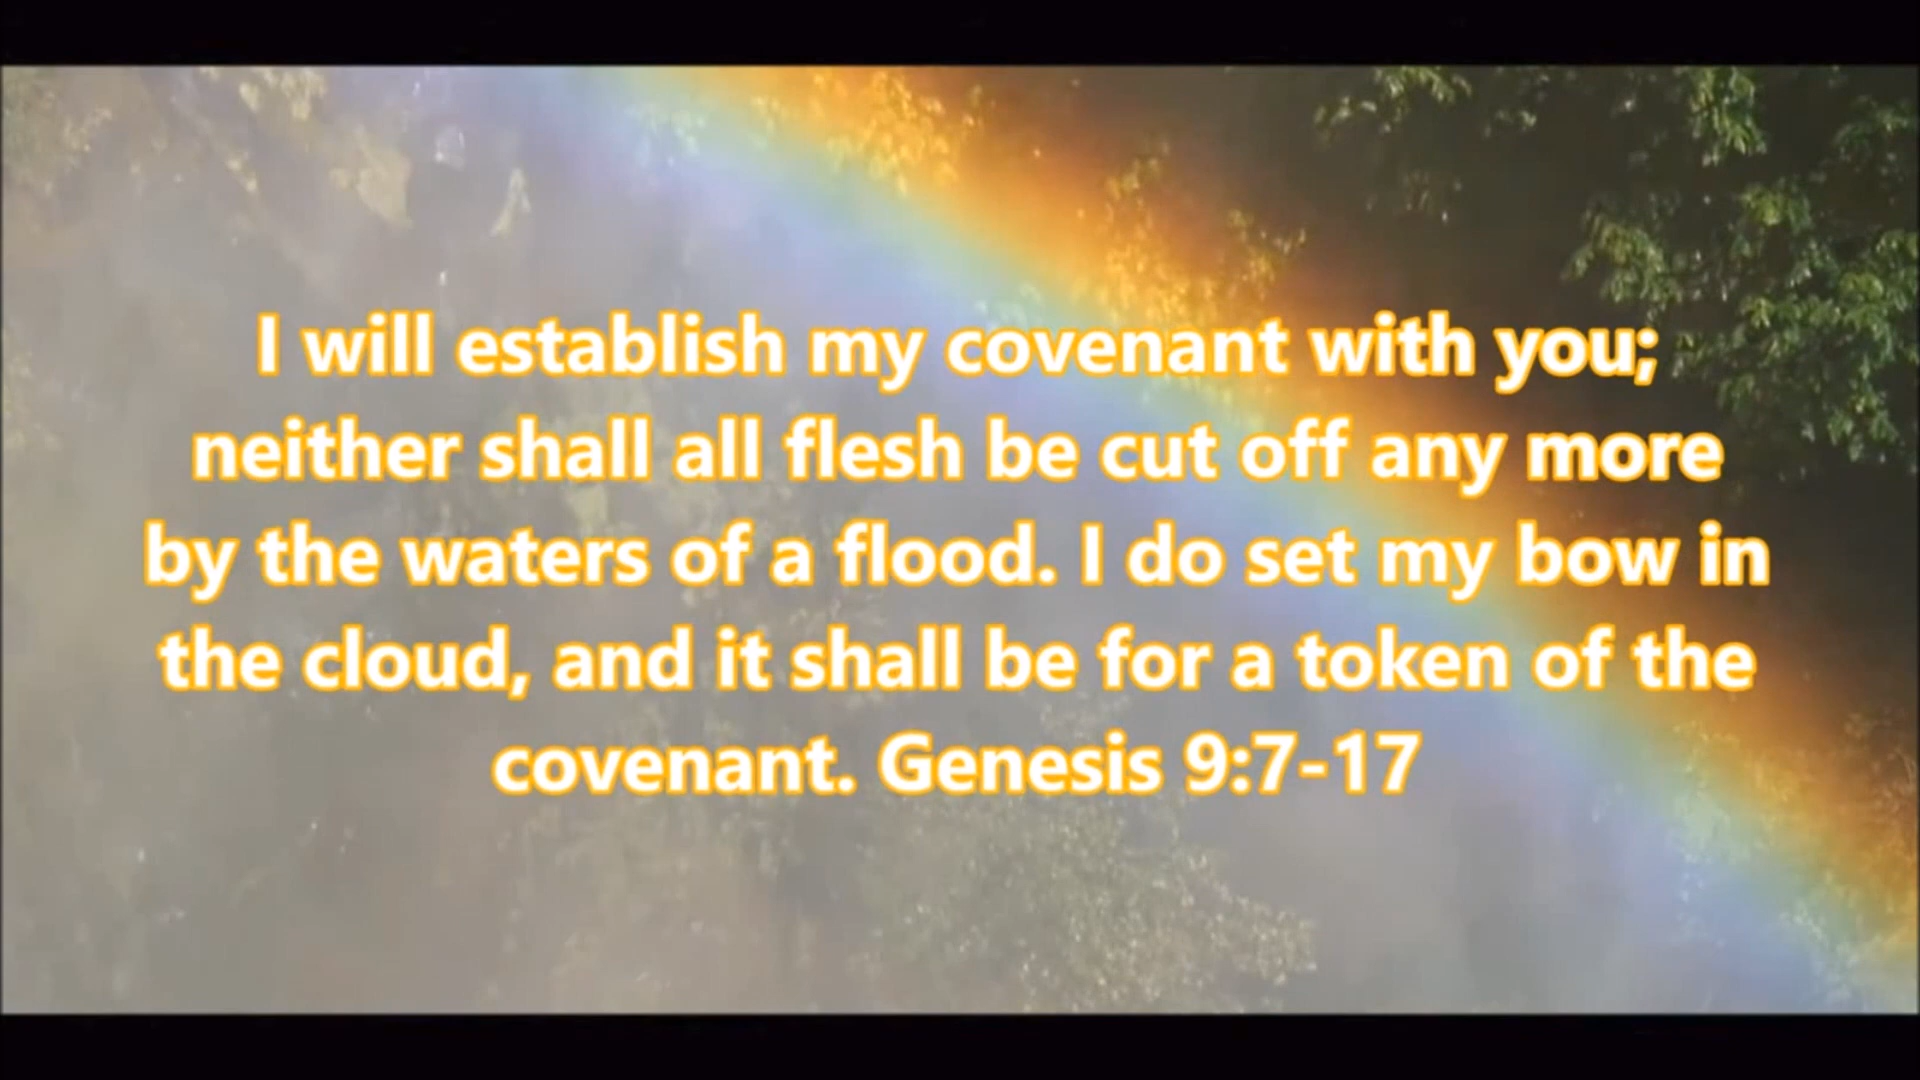 I will establish my covenant with you;
neither shall all flesh be cut off any more
by the waters of a flood. I do set my bow in
the cloud, and it shall be for a token of the
covenant. Genesis 9:7-17